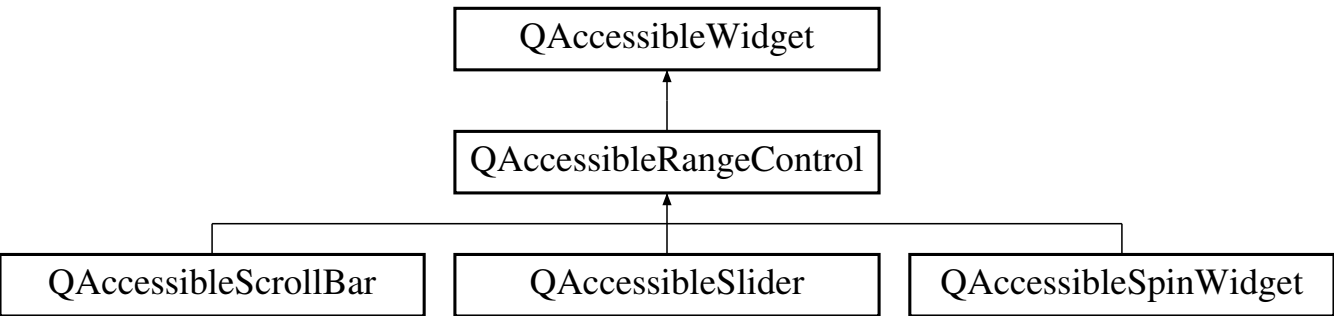 QAccessibleWidget
QAccessibleRangeControl
QAccessibleScrollBar
QAccessibleSlider
QAccessibleSpinWidget